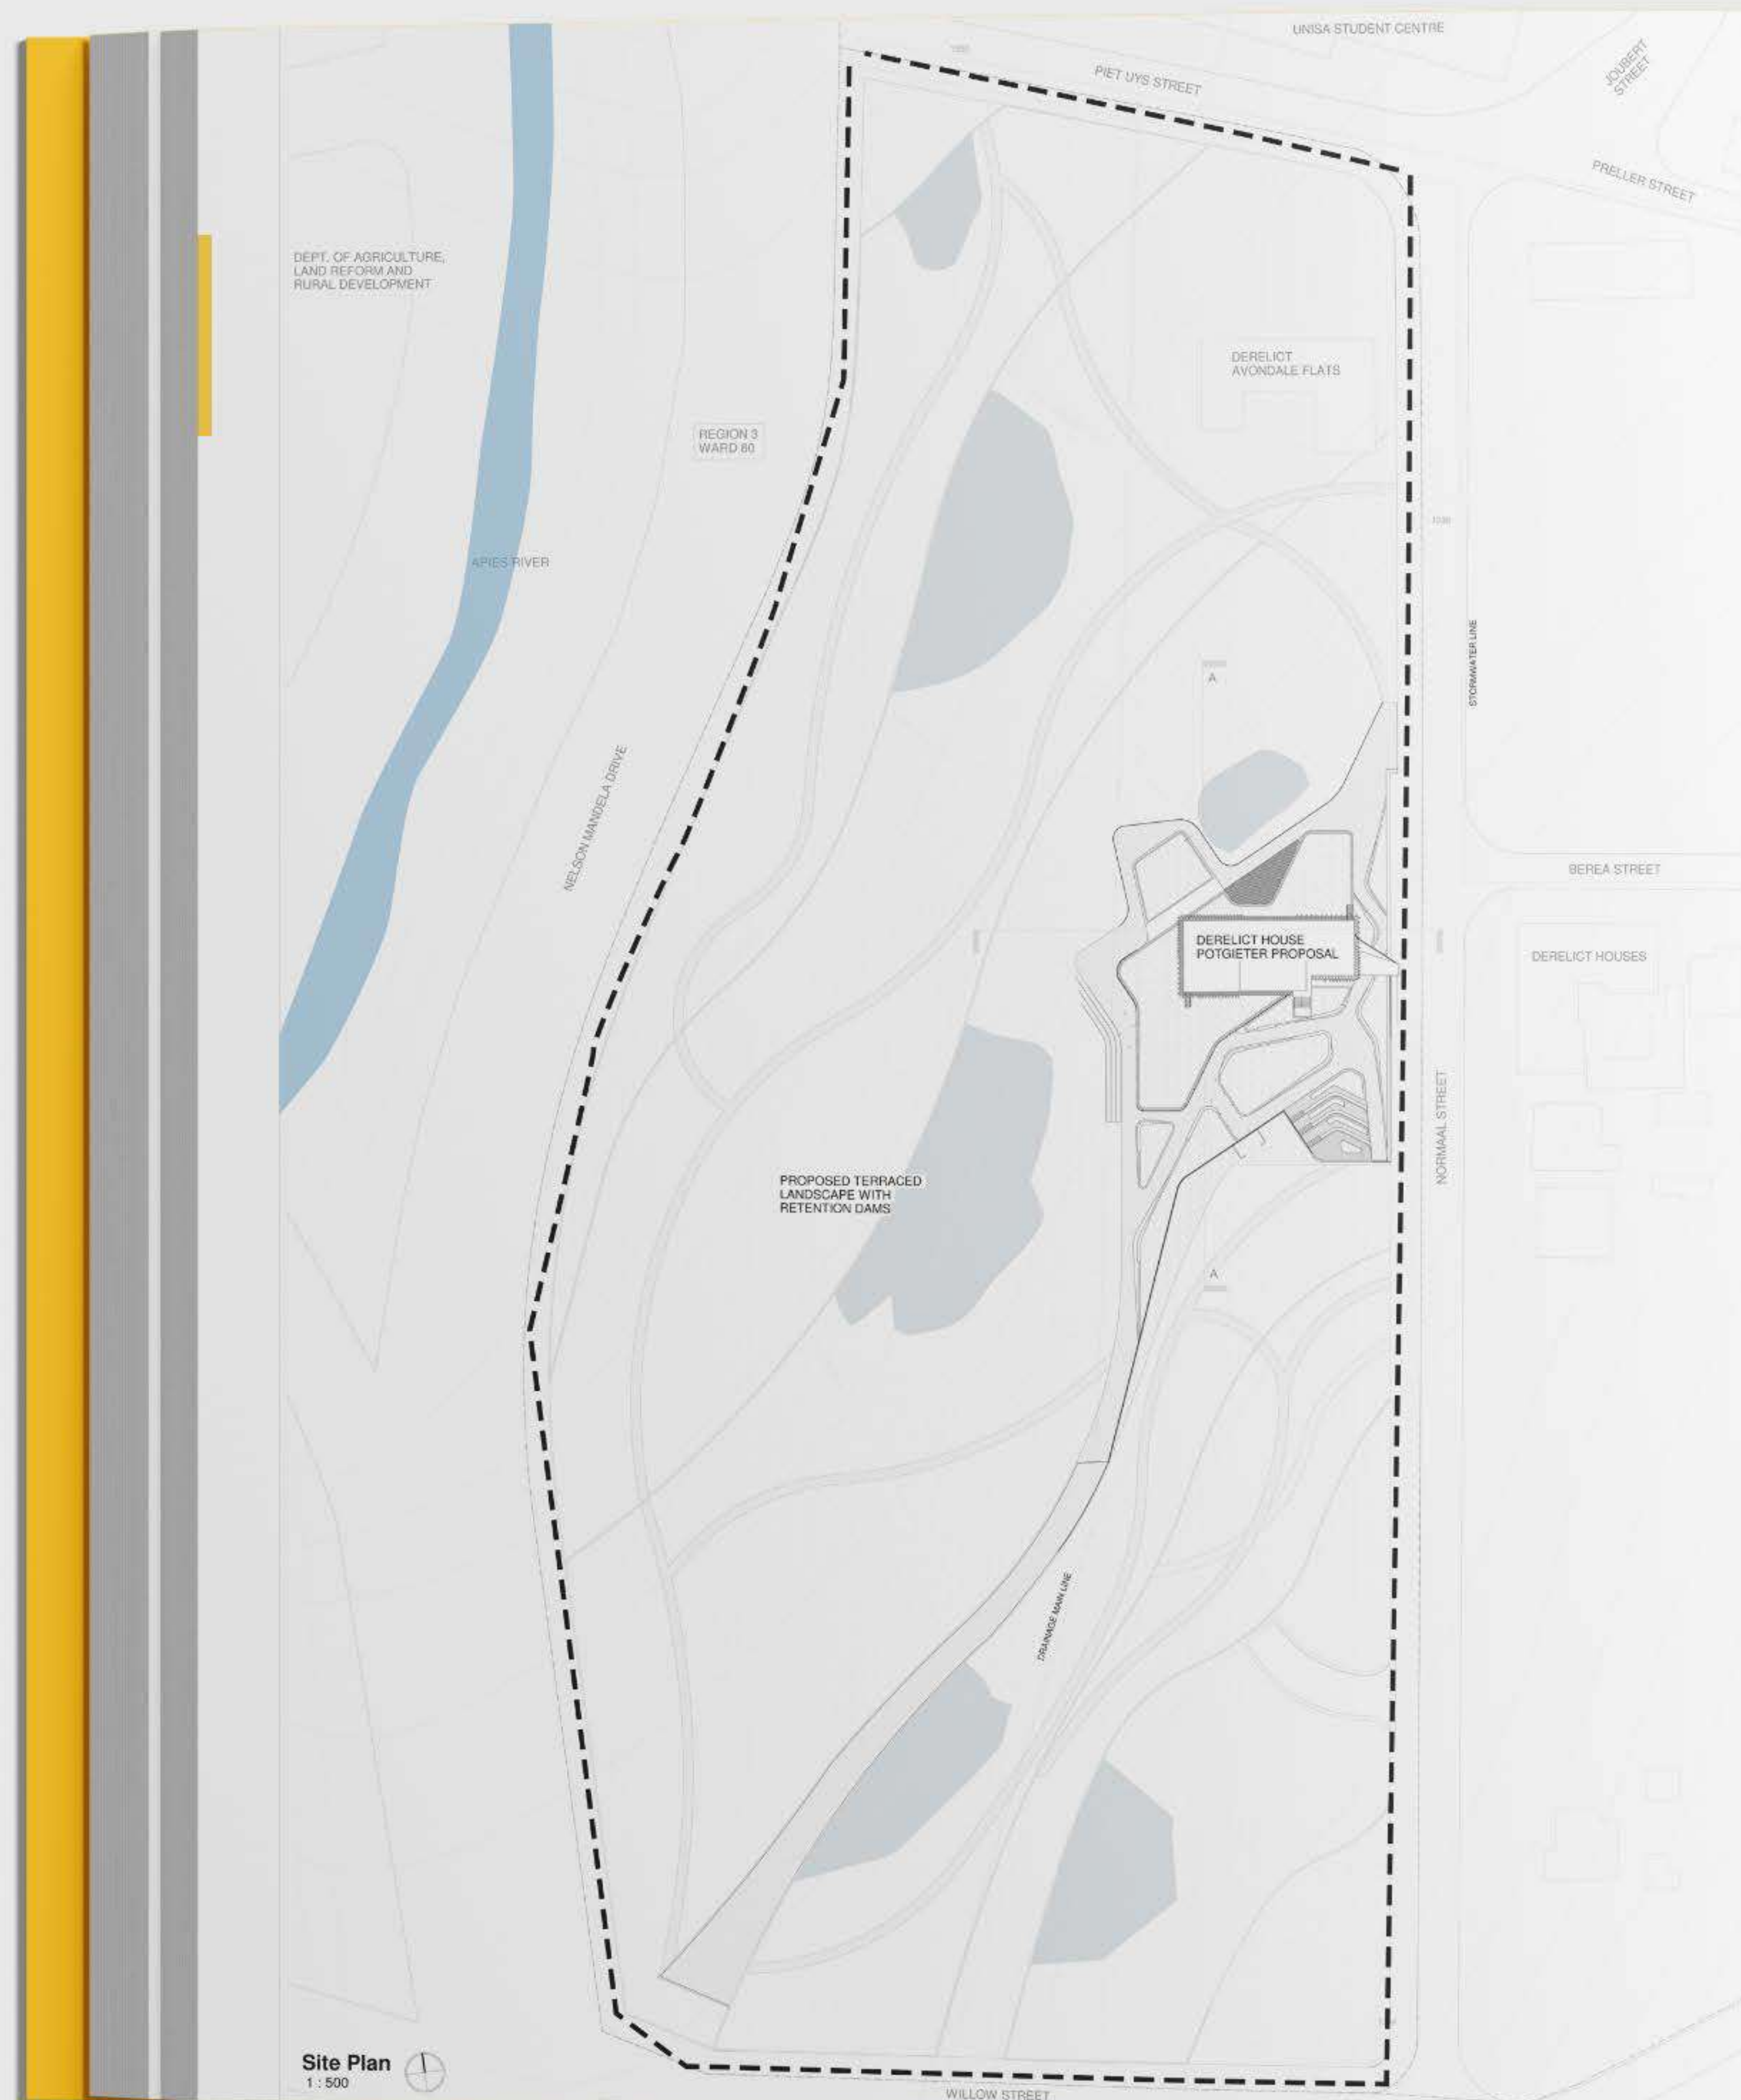 UNISA STUDENT CENTRE
JOUBERT
STREET
PIET UYS STREET
PRELLER STREET
DEPT. OF AGRICULTURE,
LAND REFORM AND
RURAL DEVELOPMENT
DERELICT
AVONDALE FLATS
REGION 3
WARD 80
APIES RIVER
STORMWATER LINE
A
NELSON MANDELA DRIVE
BEREA STREET
DERELICT HOUSE
POTGIETER PROPOSAL
DERELICT HOUSES
NORMAAL STREET
PROPOSED TERRACED
LANDSCAPE WITH
RETENTION DAMS
A
DRAINAGE MAIN LINE
Site Plan
1 : 500
WILLOW STREET